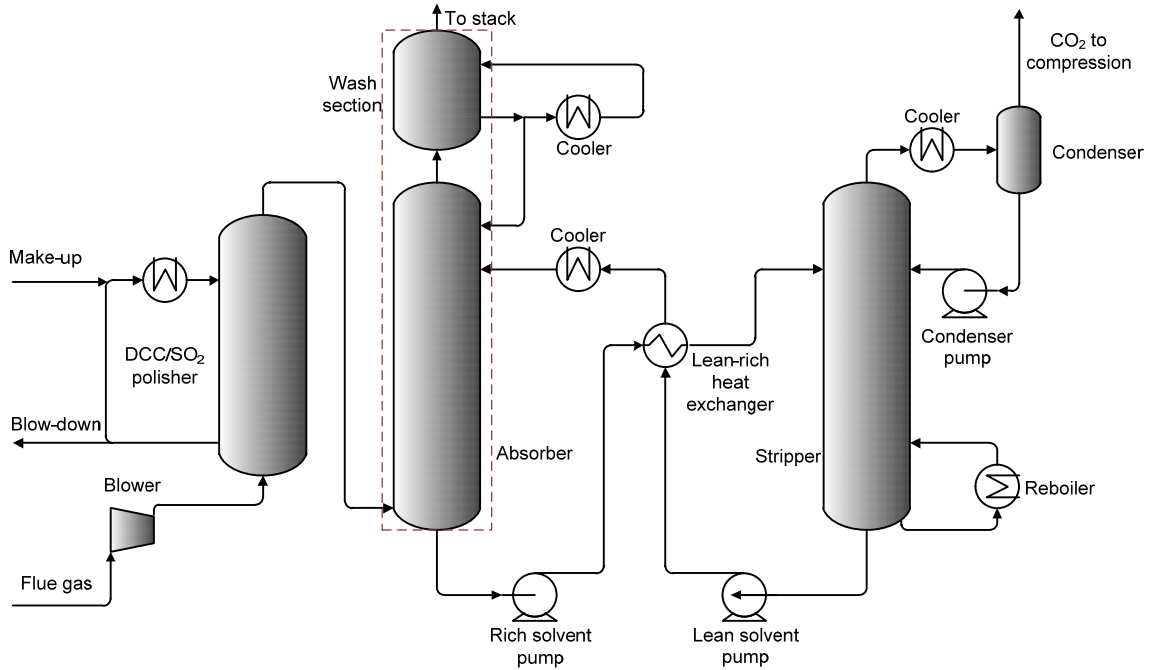 To stack
CO₂ to
compression
Wash
section
Cooler
Cooler
Condenser
Cooler
Make-up
DCC/SO₂
polisher
Condenser
pump
Lean-rich
heat
exchanger
Blow-down
Absorber
Stripper
Blower
Reboiler
Flue gas
Rich solvent
pump
Lean solvent
pump